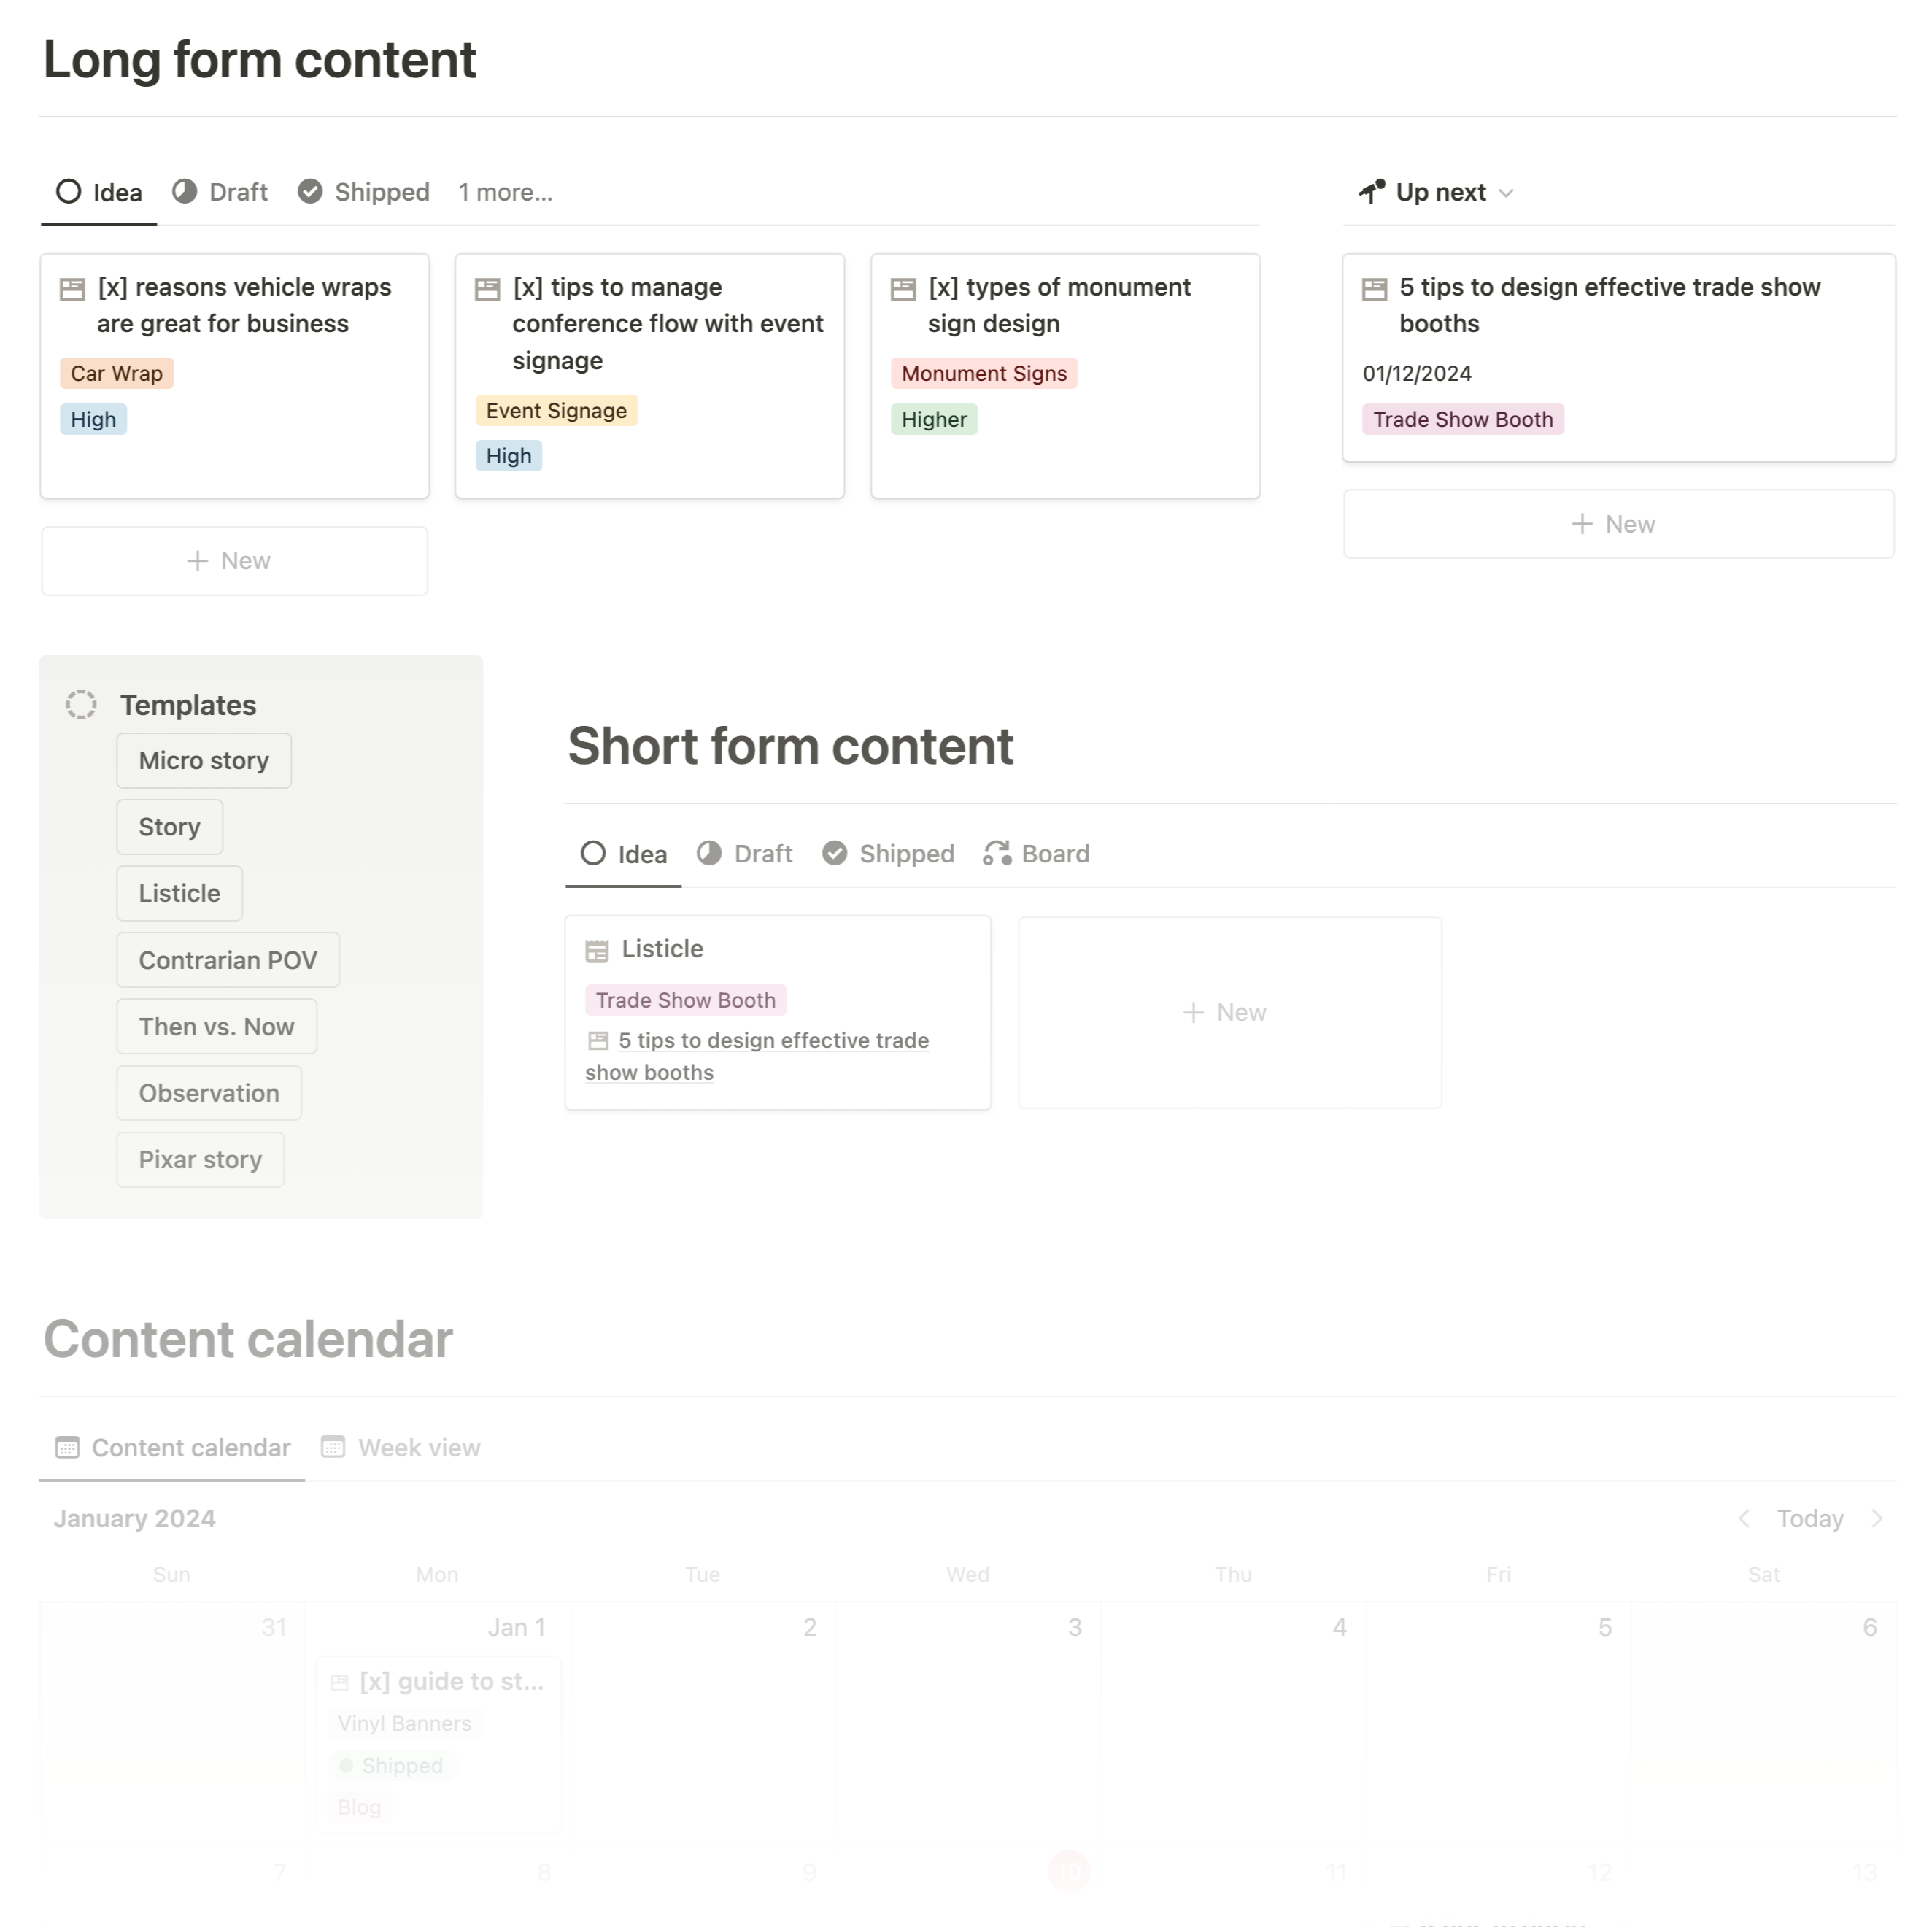 Long form content
Idea
Draft
Shipped
1 more...
[x] reasons vehicle wraps
are great for business
Car Wrap
High
[x] tips to manage
conference flow with event
signage
Event Signage
High
[x] types of monument
sign design
Monument Signs
Higher
+ New
Up next
5 tips to design effective trade show
booths
01/12/2024
Trade Show Booth
+ New
Templates
Micro story
Story
Listicle
Contrarian POV
Then vs. Now
Observation
Pixar story
Short form content
Idea
Draft
Shipped
Board
Listicle
Trade Show Booth
5 tips to design effective trade
show booths
+ New
Content calendar
Content calendar
Week view
January 2024
Today
Sun Mon Tue Wed Thu Fri Sat
31 Jan 1 2 3 4 5 6
[x] guide to st...
Vinyl Banners
Shipped
Blog
7 8 9 10 11 12 13